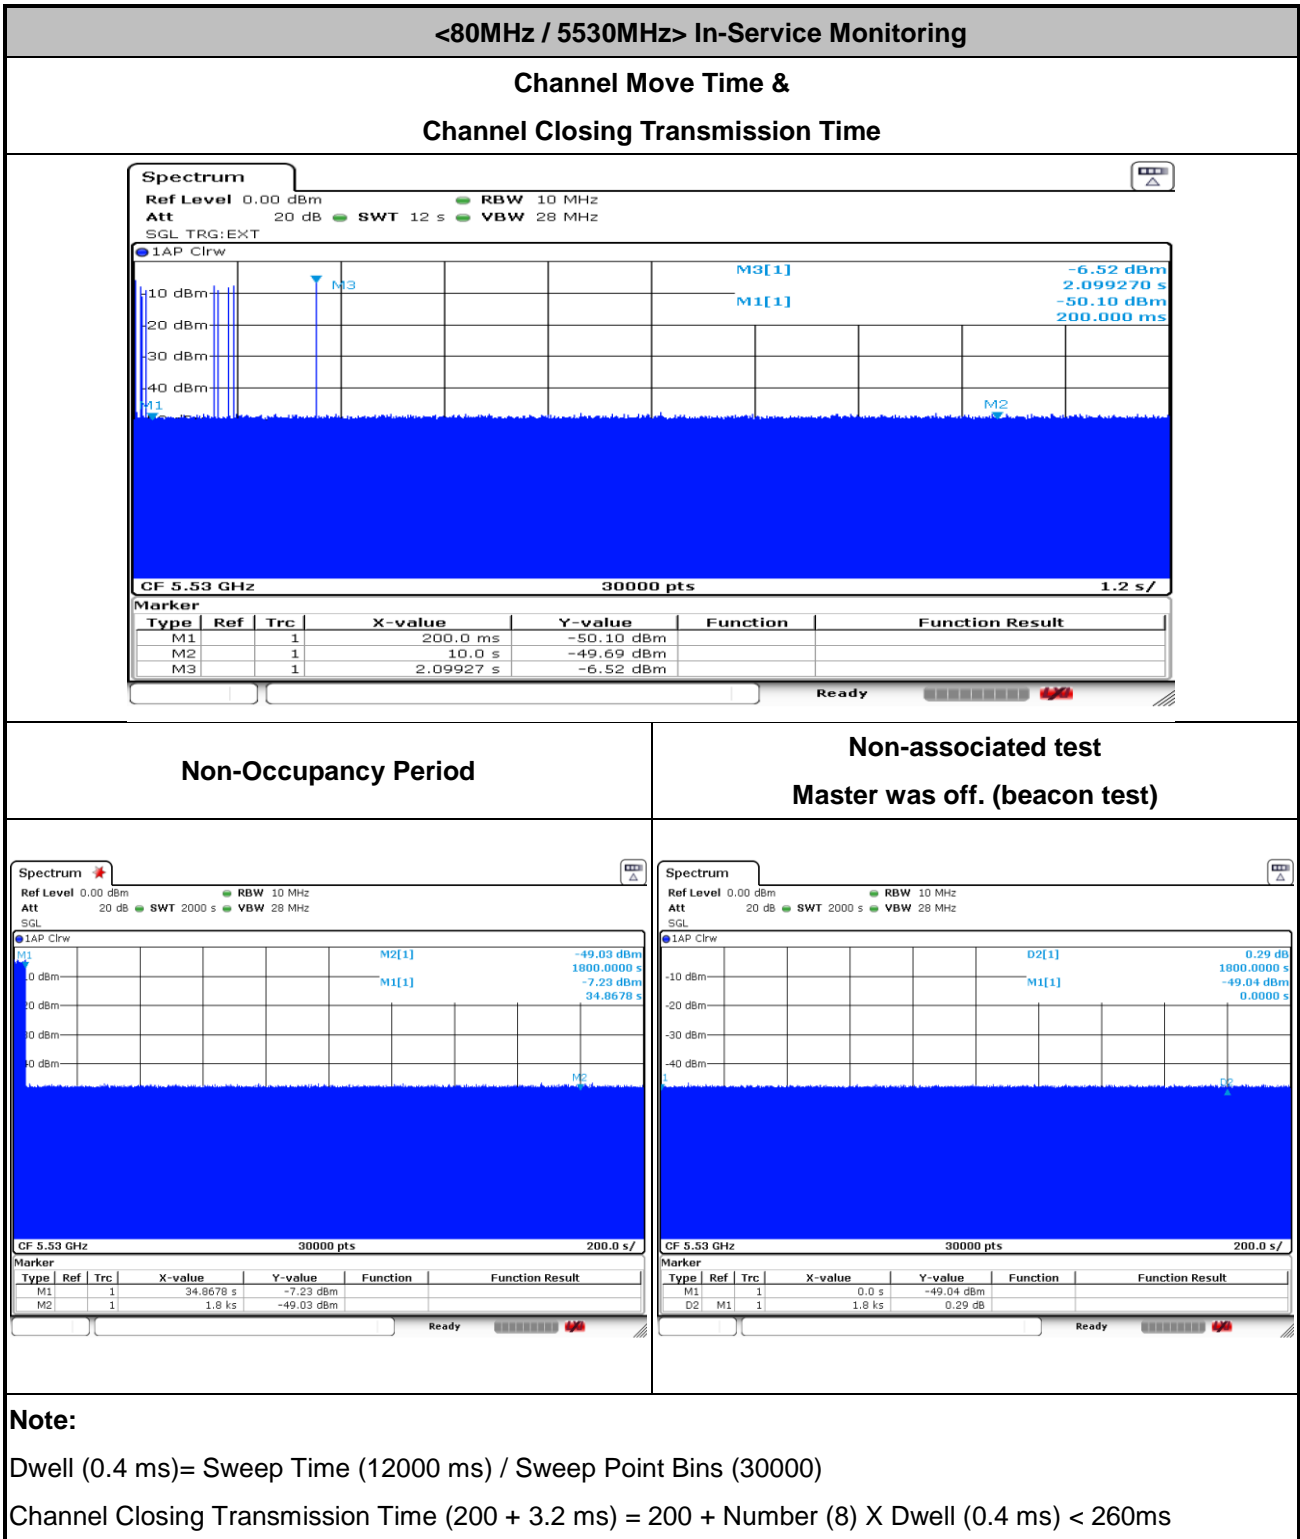 <80MHz / 5530MHz> In-Service Monitoring
Channel Move Time &
Channel Closing Transmission Time
Spectrum
Ref Level 0.00 dBm RBW 10 MHz
Att 20 dB SWT 12 s VBW 28 MHz
SGL TRG:EXT
1AP Clrw
M3[1] -6.52 dBm
2.099270 s
M1[1] -50.10 dBm
200.000 ms
M3
-10 dBm
-20 dBm
-30 dBm
-40 dBm
M1
M2
CF 5.53 GHz 30000 pts 1.2 s/
Marker
Type Ref Trc X-value Y-value Function Function Result
M1 1 200.0 ms -50.10 dBm
M2 1 10.0 s -49.69 dBm
M3 1 2.09927 s -6.52 dBm
Ready
Non-Occupancy Period
Non-associated test
Master was off. (beacon test)
Spectrum
Ref Level 0.00 dBm RBW 10 MHz
Att 20 dB SWT 2000 s VBW 28 MHz
SGL
1AP Clrw
M1
M2[1] -49.03 dBm
1800.0000 s
M1[1] -7.23 dBm
34.8678 s
0 dBm
0 dBm
0 dBm
0 dBm
M2
CF 5.53 GHz 30000 pts 200.0 s/
Marker
Type Ref Trc X-value Y-value Function Function Result
M1 1 34.8678 s -7.23 dBm
M2 1 1.8 ks -49.03 dBm
Ready
Spectrum
Ref Level 0.00 dBm RBW 10 MHz
Att 20 dB SWT 2000 s VBW 28 MHz
SGL
1AP Clrw
D2[1] 0.29 dB
1800.0000 s
M1[1] -49.04 dBm
0.0000 s
-10 dBm
-20 dBm
-30 dBm
-40 dBm
1
D2
CF 5.53 GHz 30000 pts 200.0 s/
Marker
Type Ref Trc X-value Y-value Function Function Result
M1 1 0.0 s -49.04 dBm
D2 M1 1 1.8 ks 0.29 dB
Ready
Note:
Dwell (0.4 ms)= Sweep Time (12000 ms) / Sweep Point Bins (30000)
Channel Closing Transmission Time (200 + 3.2 ms) = 200 + Number (8) X Dwell (0.4 ms) < 260ms